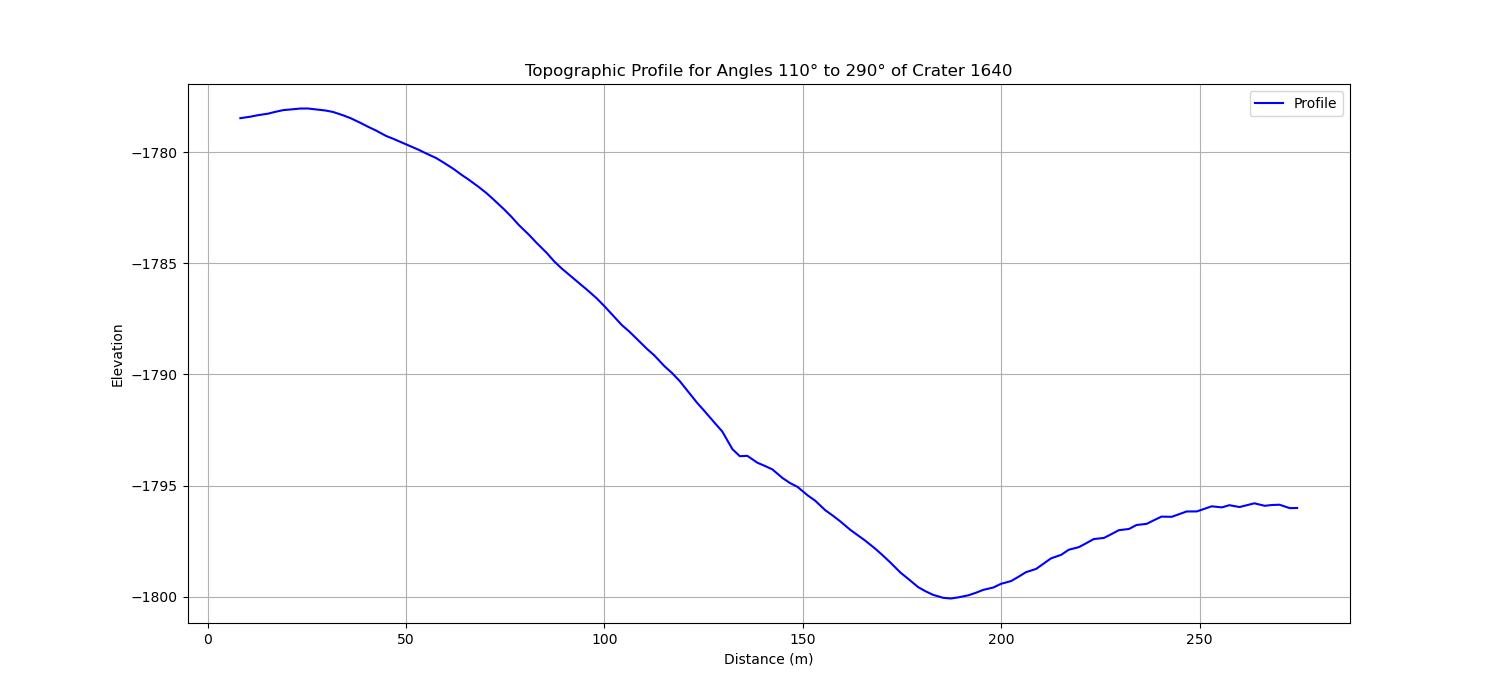 Topographic Profile for Angles 110° to 290° of Crater 1640
Profile
−1780
−1785
−1790
−1795
−1800
Elevation
0
50
100
150
200
250
Distance (m)